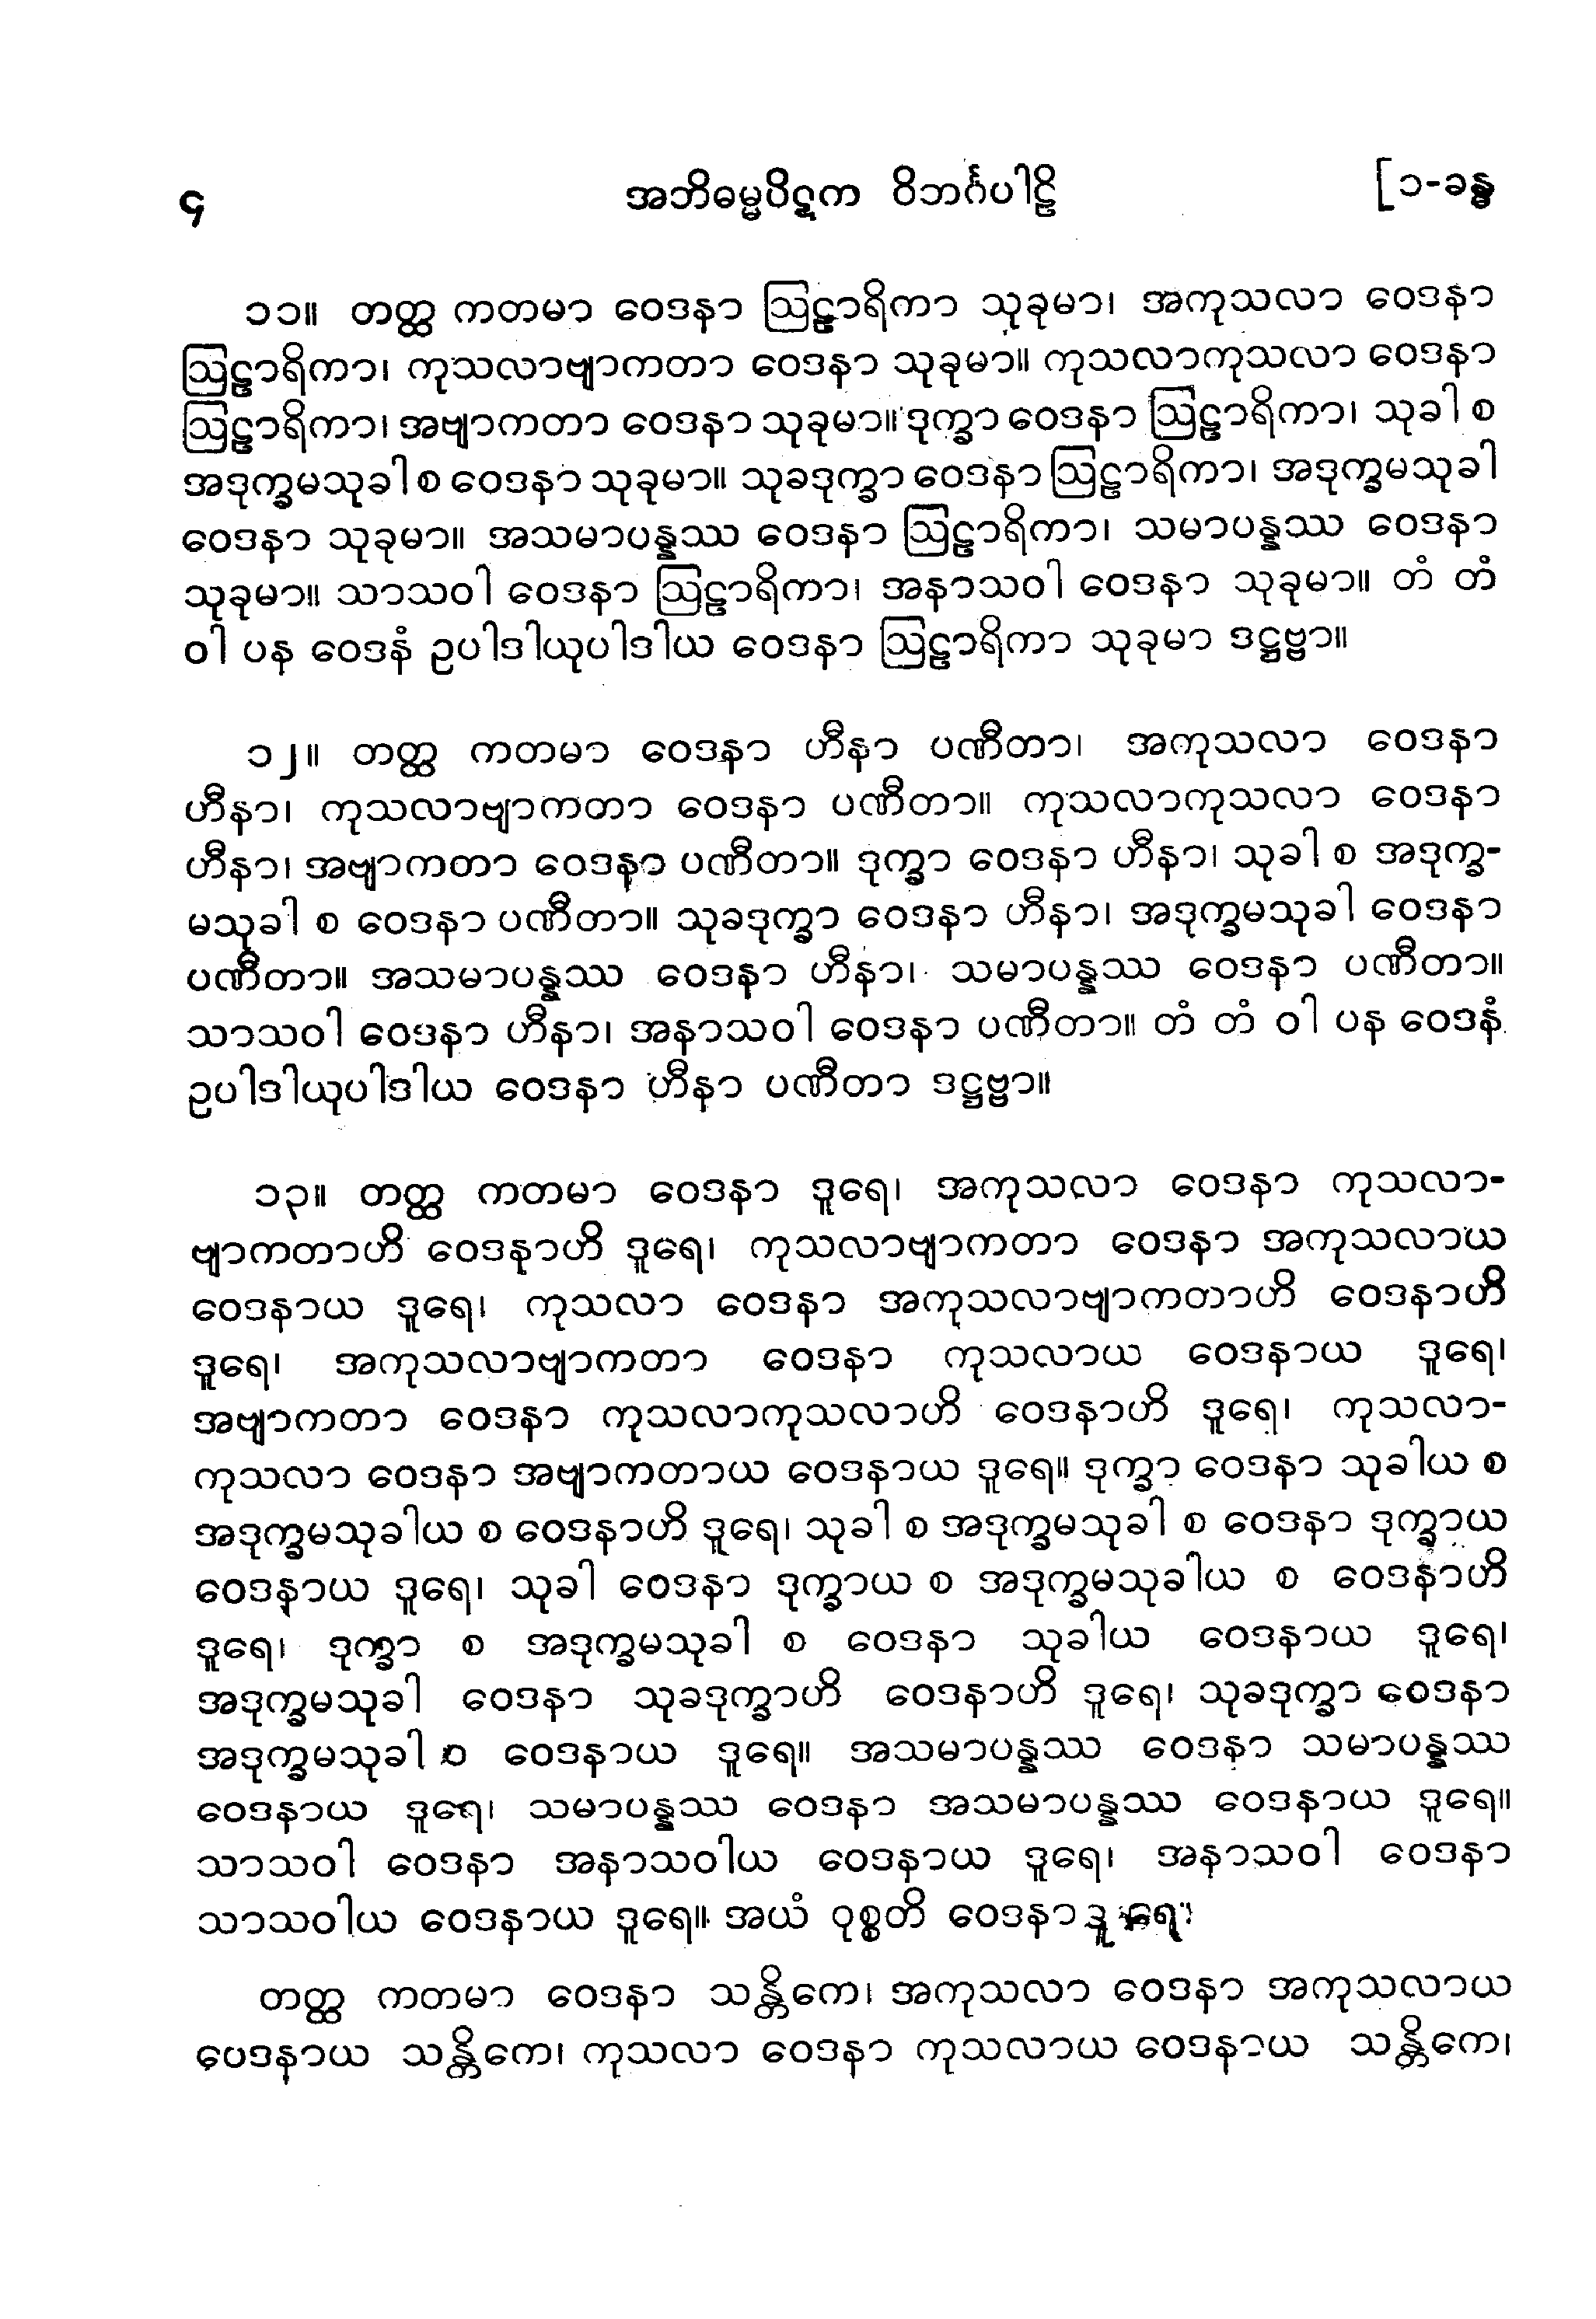 ၄ အဘိဓမ္မပိဋက ဝိဘင်္ဂပါဠိ [၁-ခန္ဓ
၁၁။ တတ္ထ ကတမာ ဝေဒနာ ဩဠာရိကာ သုခုမာ၊ အကုသလာ ဝေဒနာ
ဩဠာရိကာ၊ ကုသလာဗျာကတာ ဝေဒနာ သုခုမာ။ ကုသလာကုသလာ ဝေဒနာ
ဩဠာရိကာ၊ အဗျာကတာ ဝေဒနာ သုခုမာ။ ဒုက္ခာ ဝေဒနာ ဩဠာရိကာ၊ သုခါ စ
အဒုက္ခမသုခါ စ ဝေဒနာ သုခုမာ။ သုခဒုက္ခာ ဝေဒနာ ဩဠာရိကာ၊ အဒုက္ခမသုခါ
ဝေဒနာ သုခုမာ။ အသမာပန္နဿ ဝေဒနာ ဩဠာရိကာ၊ သမာပန္နဿ ဝေဒနာ
သုခုမာ။ သာသဝါ ဝေဒနာ ဩဠာရိကာ၊ အနာသဝါ ဝေဒနာ သုခုမာ။ တံ တံ
ဝါ ပန ဝေဒနံ ဥပါဒါယုပါဒါယ ဝေဒနာ ဩဠာရိကာ သုခုမာ ဒဋ္ဌဗ္ဗာ။
၁၂။ တတ္ထ ကတမာ ဝေဒနာ ဟီနာ ပဏီတာ၊ အကုသလာ ဝေဒနာ
ဟီနာ၊ ကုသလာဗျာကတာ ဝေဒနာ ပဏီတာ။ ကုသလာကုသလာ ဝေဒနာ
ဟီနာ၊ အဗျာကတာ ဝေဒနာ ပဏီတာ။ ဒုက္ခာ ဝေဒနာ ဟီနာ၊ သုခါ စ အဒုက္ခ-
မသုခါ စ ဝေဒနာ ပဏီတာ။ သုခဒုက္ခာ ဝေဒနာ ဟီနာ၊ အဒုက္ခမသုခါ ဝေဒနာ
ပဏီတာ။ အသမာပန္နဿ ဝေဒနာ ဟီနာ၊ သမာပန္နဿ ဝေဒနာ ပဏီတာ။
သာသဝါ ဝေဒနာ ဟီနာ၊ အနာသဝါ ဝေဒနာ ပဏီတာ။ တံ တံ ဝါ ပန ဝေဒနံ
ဥပါဒါယုပါဒါယ ဝေဒနာ ဟီနာ ပဏီတာ ဒဋ္ဌဗ္ဗာ။
၁၃။ တတ္ထ ကတမာ ဝေဒနာ ဒူရေ၊ အကုသလာ ဝေဒနာ ကုသလာ-
ဗျာကတာဟိ ဝေဒနာဟိ ဒူရေ၊ ကုသလာဗျာကတာ ဝေဒနာ အကုသလာယ
ဝေဒနာယ ဒူရေ၊ ကုသလာ ဝေဒနာ အကုသလာဗျာကတာဟိ ဝေဒနာဟိ
ဒူရေ၊ အကုသလာဗျာကတာ ဝေဒနာ ကုသလာယ ဝေဒနာယ ဒူရေ၊
အဗျာကတာ ဝေဒနာ ကုသလာကုသလာဟိ ဝေဒနာဟိ ဒူရေ၊ ကုသလာ-
ကုသလာ ဝေဒနာ အဗျာကတာယ ဝေဒနာယ ဒူရေ။ ဒုက္ခာ ဝေဒနာ သုခါယ စ
အဒုက္ခမသုခါယ စ ဝေဒနာဟိ ဒူရေ၊ သုခါ စ အဒုက္ခမသုခါ စ ဝေဒနာ ဒုက္ခာယ
ဝေဒနာယ ဒူရေ၊ သုခါ ဝေဒနာ ဒုက္ခာယ စ အဒုက္ခမသုခါယ စ ဝေဒနာဟိ
ဒူရေ၊ ဒုက္ခာ စ အဒုက္ခမသုခါ စ ဝေဒနာ သုခါယ ဝေဒနာယ ဒူရေ၊
အဒုက္ခမသုခါ ဝေဒနာ သုခဒုက္ခာဟိ ဝေဒနာဟိ ဒူရေ၊ သုခဒုက္ခာ ဝေဒနာ
ဝေဒနာယ ဒူရေ။ အသမာပန္နဿ ဝေဒနာ သမာပန္နဿ
ဝေဒနာယ ဒူရေ၊ သမာပန္နဿ ဝေဒနာ အသမာပန္နဿ ဝေဒနာယ ဒူရေ။
သာသဝါ ဝေဒနာ အနာသဝါယ ဝေဒနာယ ဒူရေ၊ အနာသဝါ ဝေဒနာ
သာသဝါယ ဝေဒနာယ ဒူရေ။ အယံ ဝုစ္စတိ ဝေဒနာ ဒူရေ။
တတ္ထ ကတမာ ဝေဒနာ သန္တိကေ၊ အကုသလာ ဝေဒနာ အကုသလာယ
ဝေဒနာယ သန္တိကေ၊ ကုသလာ ဝေဒနာ ကုသလာယ ဝေဒနာယ သန္တိကေ၊